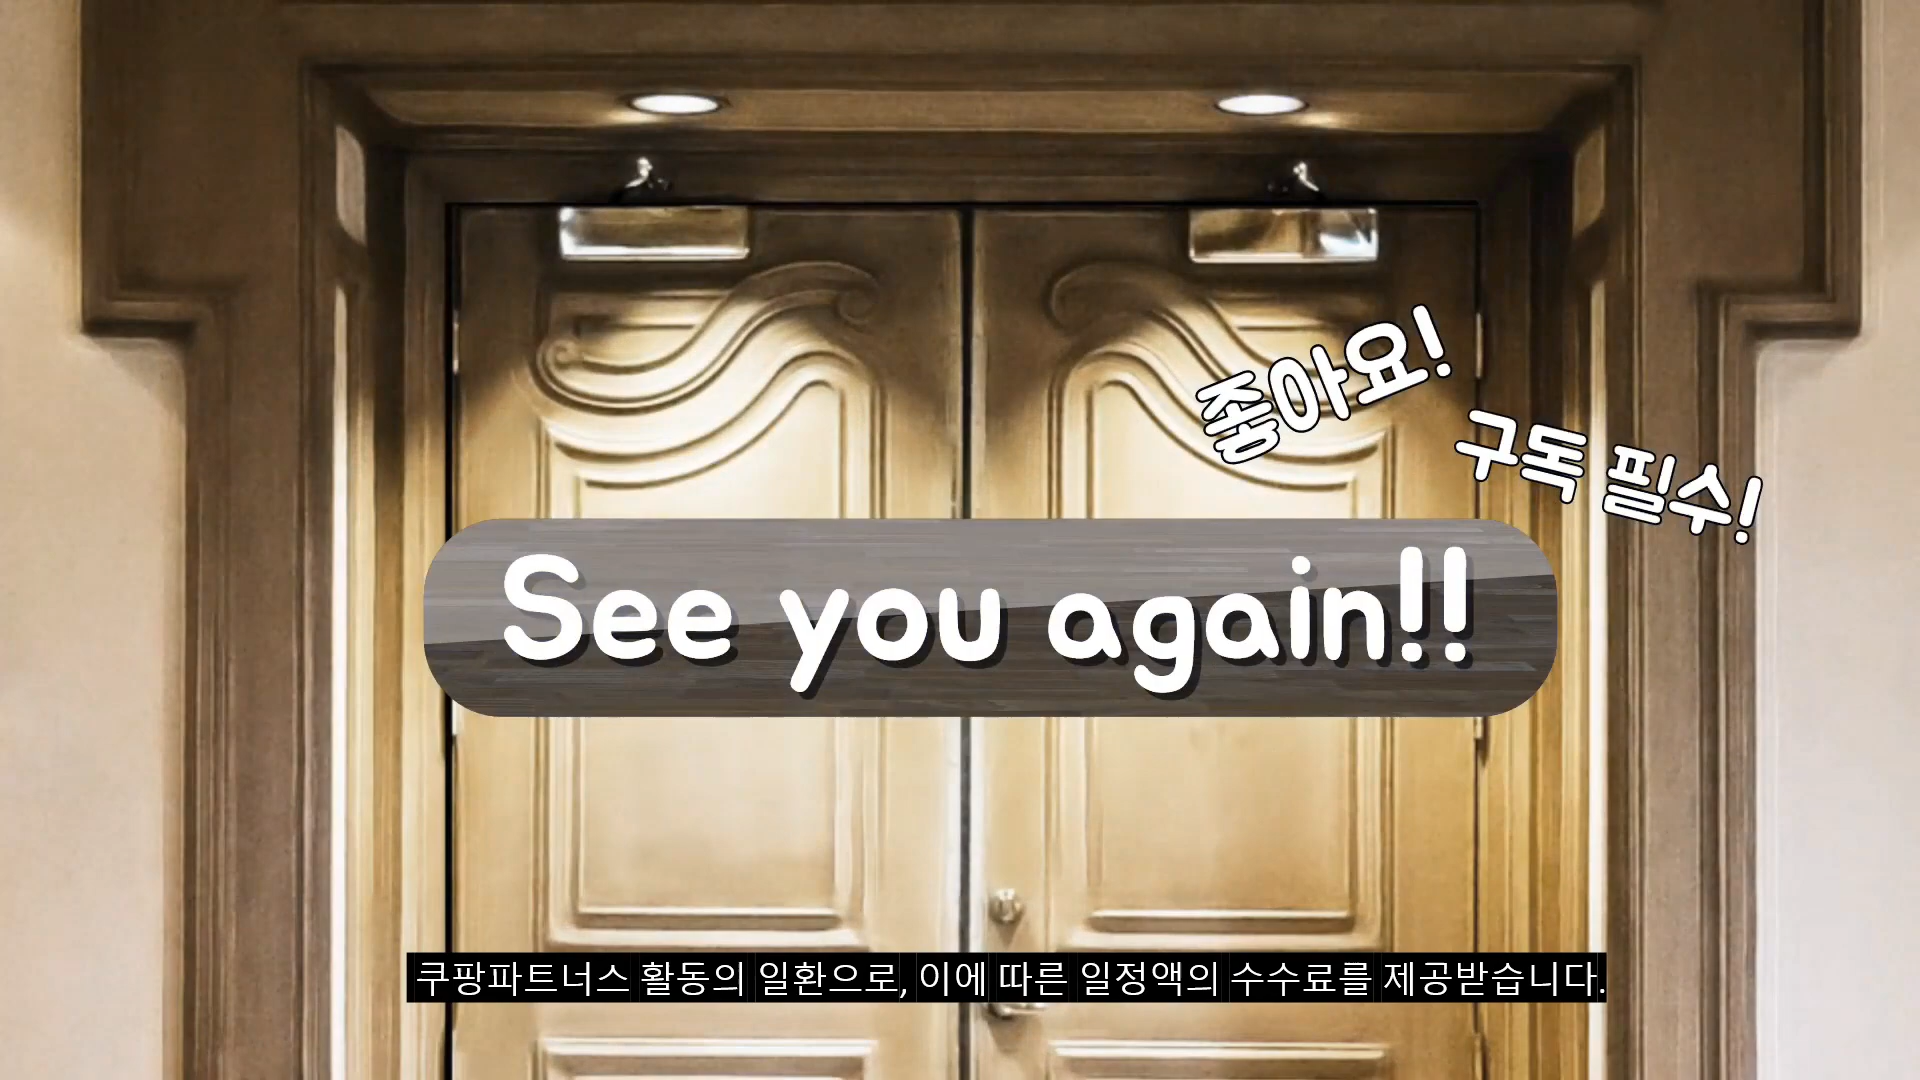 좋아요!
구독 필수!
See you again!!
쿠팡파트너스 활동의 일환으로, 이에 따른 일정액의 수수료를 제공받습니다.